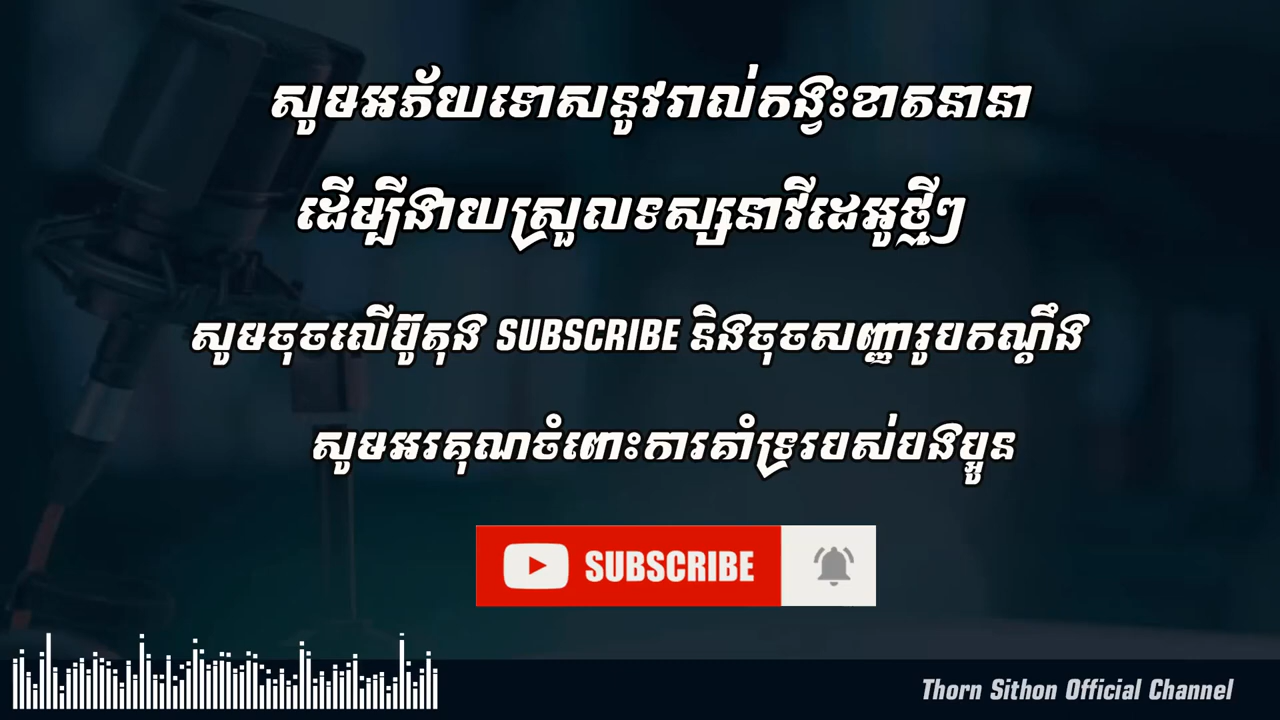 សូមអភ័យទោសនូវរាល់កង្វះខាតនានា
ដើម្បីងាយស្រួលទស្សនាវីដេអូថ្មីៗ
សូមចុចលើប៊ូតុង SUBSCRIBE និងចុចសញ្ញារូបកណ្ដឹង
សូមអរគុណចំពោះការគាំទ្ររបស់បងប្អូន
SUBSCRIBE
Thorn Sithon Official Channel